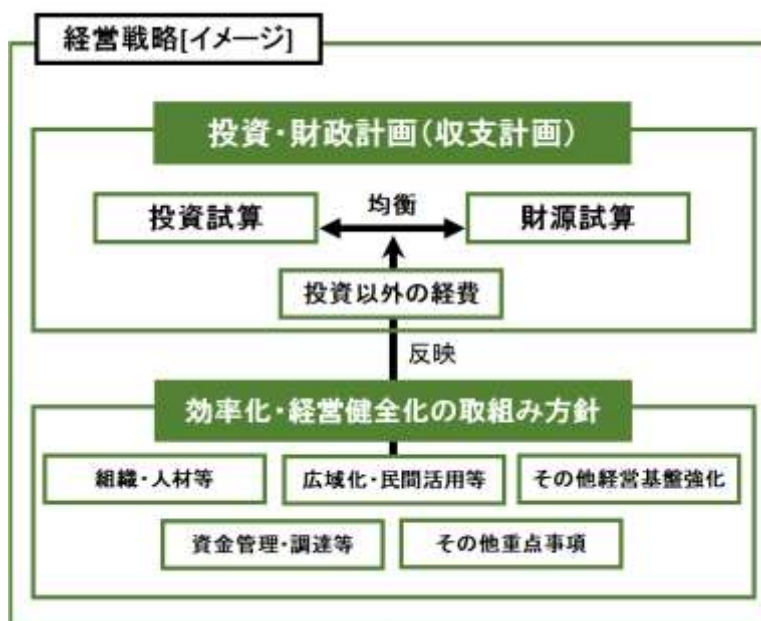 経営戦略[イメージ]
投資・財政計画(収支計画)
投資試算
均衡
財源試算
投資以外の経費
反映
効率化・経営健全化の取組み方針
組織・人材等
広域化・民間活用等
その他経営基盤強化
資金管理・調達等
その他重点事項